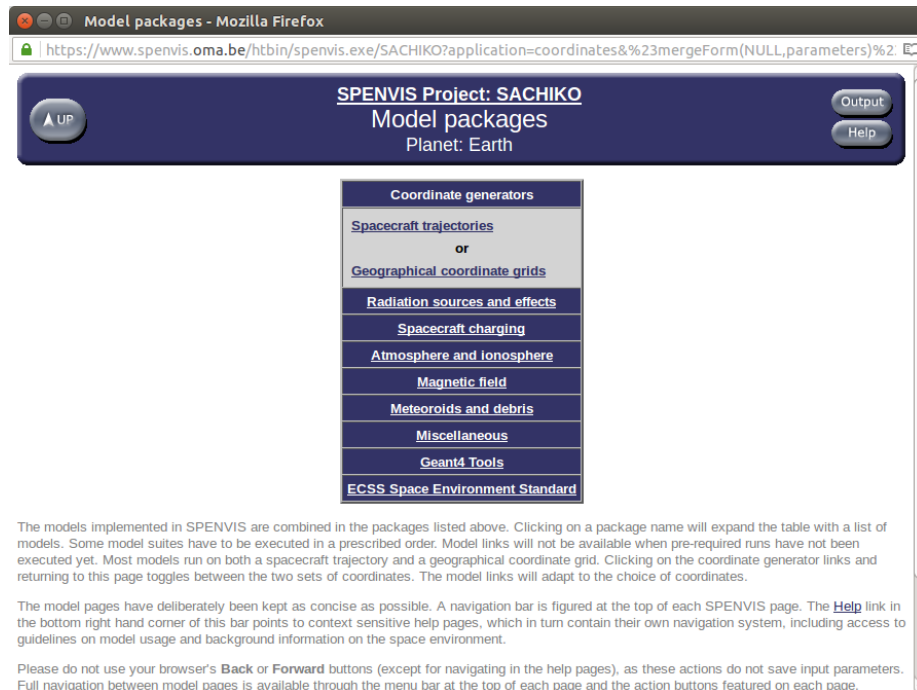 Model packages - Mozilla Firefox
https://www.spenvis.oma.be/htbin/spenvis.exe/SACHIKO?application=coordinates&%23mergeForm(NULL,parameters)%2
SPENVIS Project: SACHIKO
Model packages
Planet: Earth
UP
Output
Help
Coordinate generators
Spacecraft trajectories
or
Geographical coordinate grids
Radiation sources and effects
Spacecraft charging
Atmosphere and ionosphere
Magnetic field
Meteoroids and debris
Miscellaneous
Geant4 Tools
ECSS Space Environment Standard
The models implemented in SPENVIS are combined in the packages listed above. Clicking on a package name will expand the table with a list of
models. Some model suites have to be executed in a prescribed order. Model links will not be available when pre-required runs have not been
executed yet. Most models run on both a spacecraft trajectory and a geographical coordinate grid. Clicking on the coordinate generator links and
returning to this page toggles between the two sets of coordinates. The model links will adapt to the choice of coordinates.
The model pages have deliberately been kept as concise as possible. A navigation bar is figured at the top of each SPENVIS page. The Help link in
the bottom right hand corner of this bar points to context sensitive help pages, which in turn contain their own navigation system, including access to
guidelines on model usage and background information on the space environment.
Please do not use your browser's Back or Forward buttons (except for navigating in the help pages), as these actions do not save input parameters.
Full navigation between model pages is available through the menu bar at the top of each page and the action buttons featured on each page.